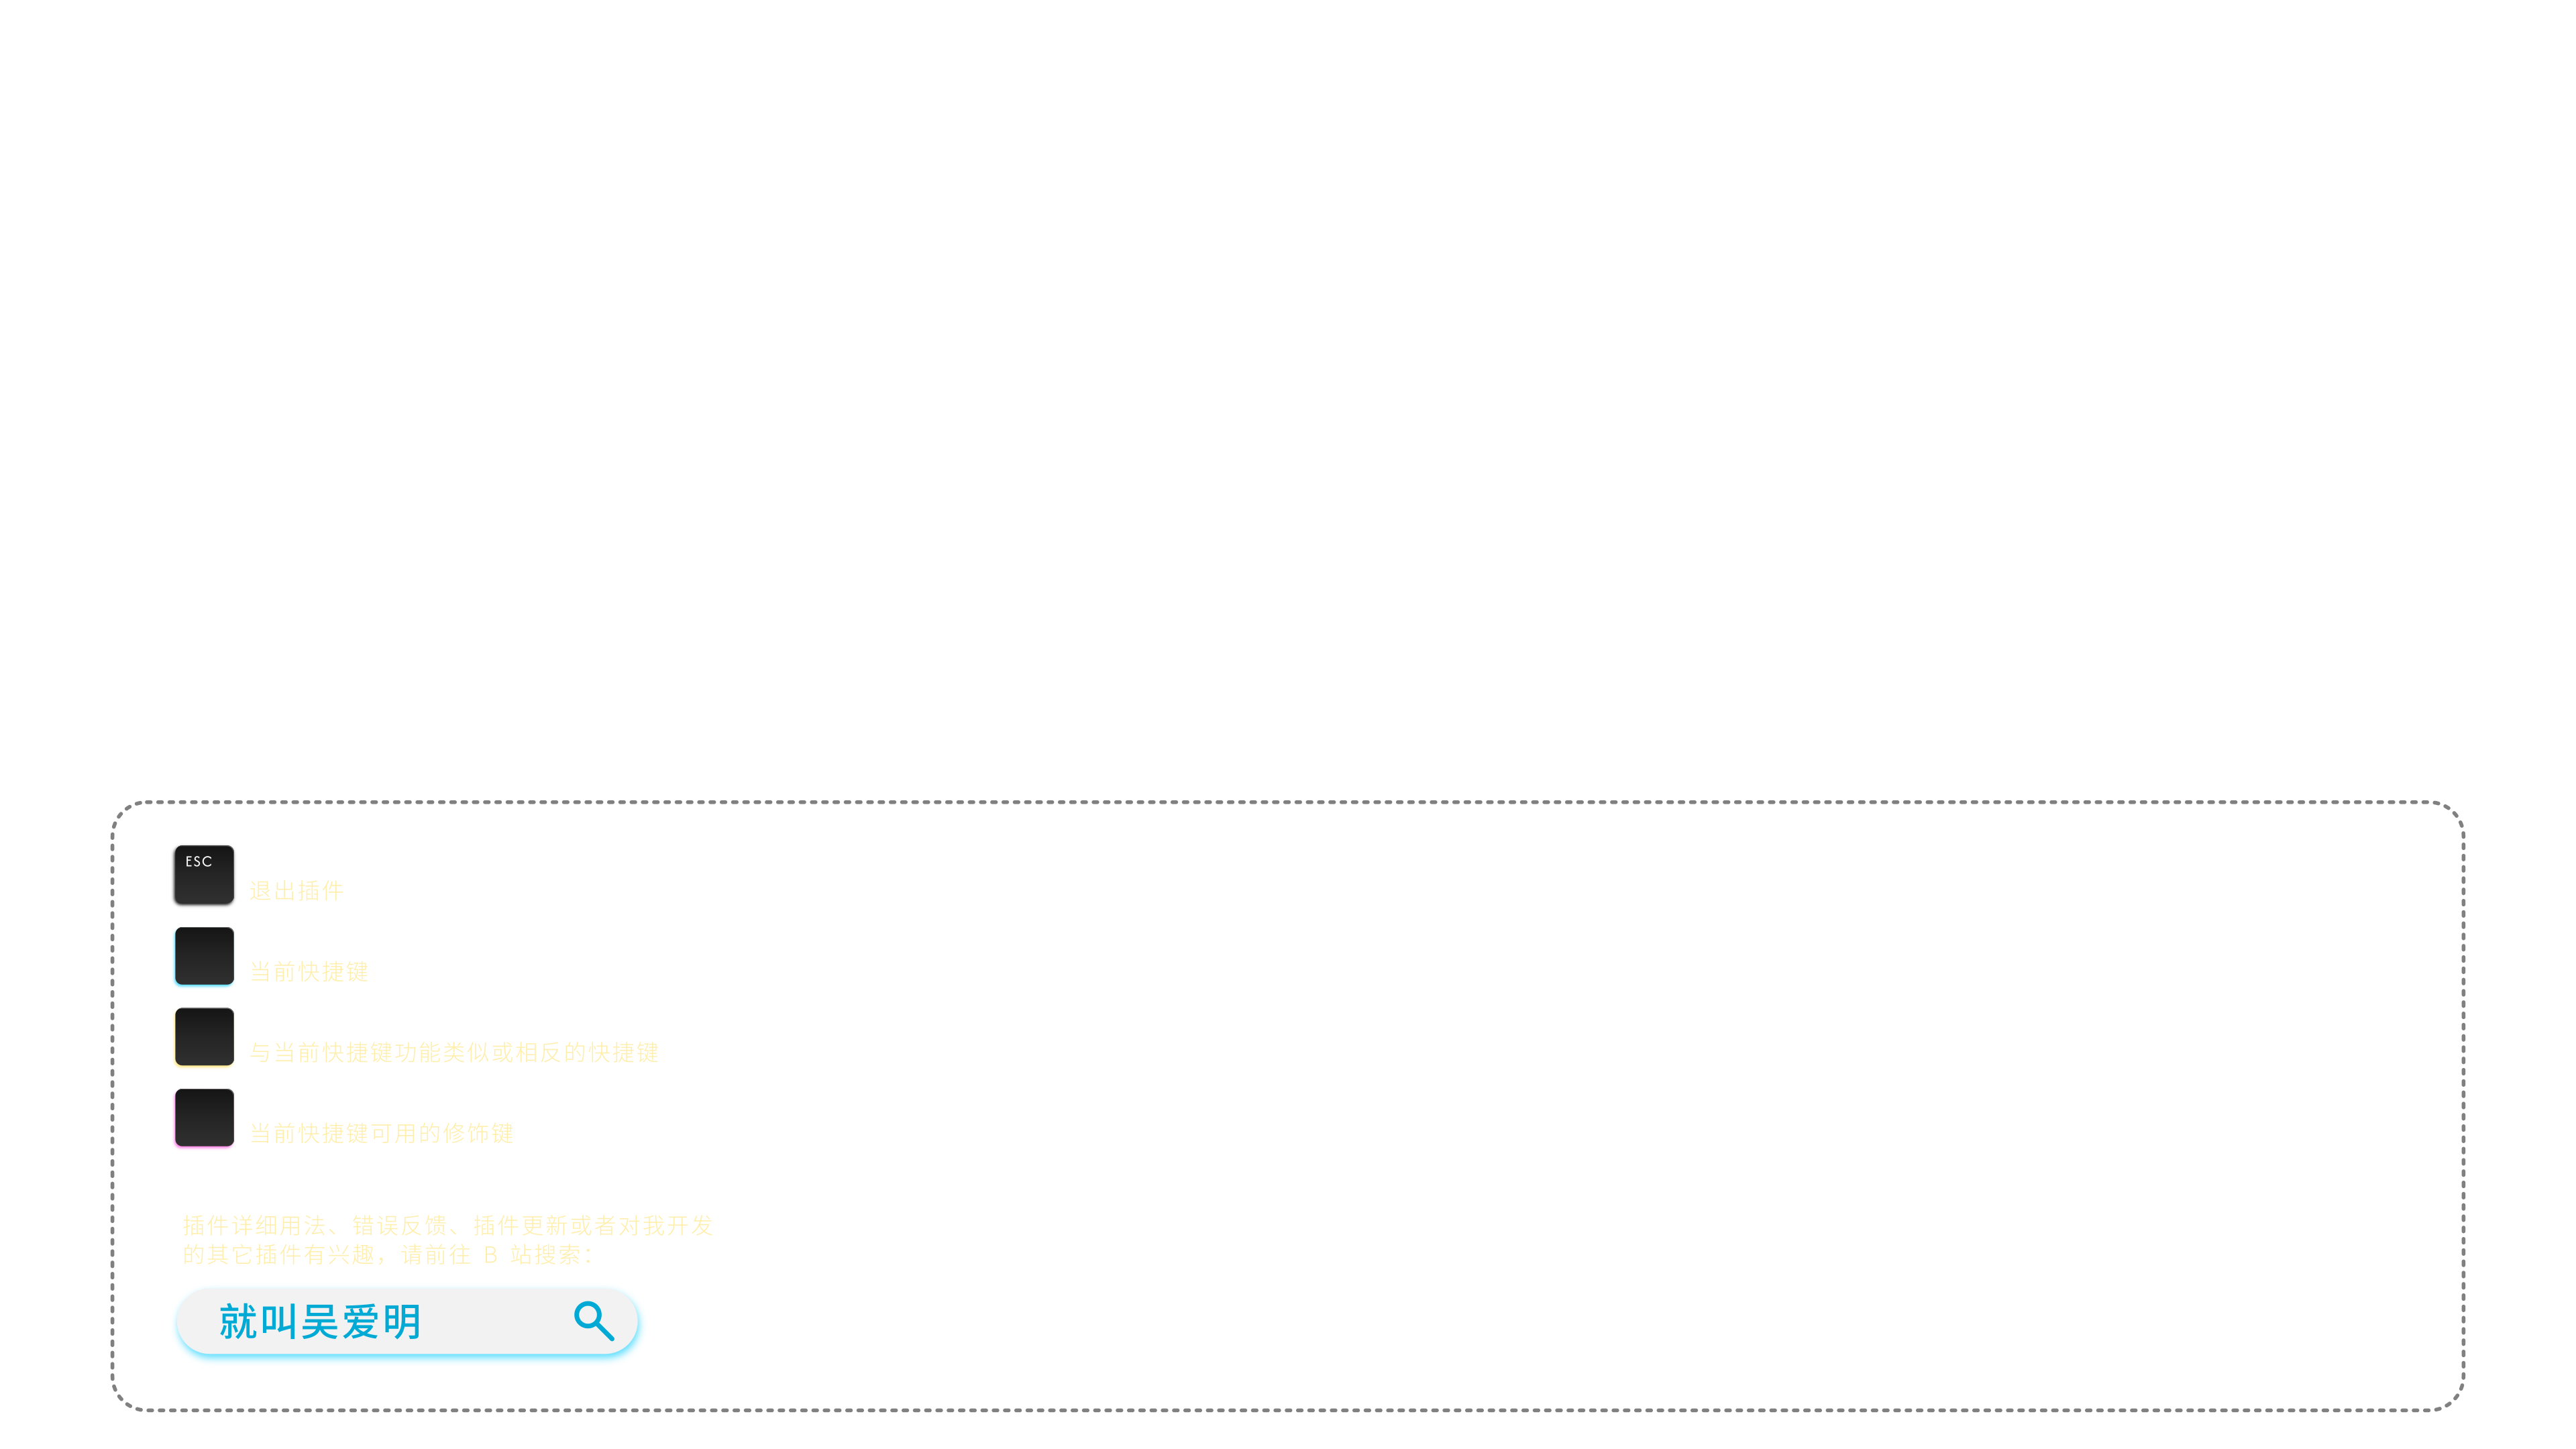 ESC
退出插件
当前快捷键
与当前快捷键功能类似或相反的快捷键
当前快捷键可用的修饰键
插件详细用法、错误反馈、插件更新或者对我开发
的其它插件有兴趣，请前往 B 站搜索：
就叫吴爱明